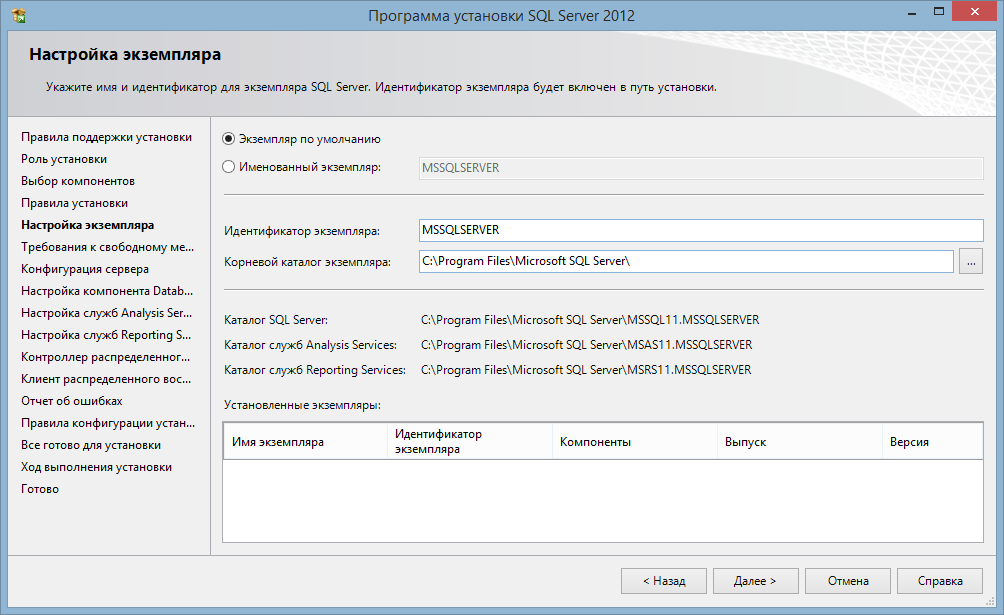 Программа установки SQL Server 2012
Настройка экземпляра
Укажите имя и идентификатор для экземпляра SQL Server. Идентификатор экземпляра будет включен в путь установки.
Правила поддержки установки
Роль установки
Выбор компонентов
Правила установки
Настройка экземпляра
Требования к свободному ме...
Конфигурация сервера
Настройка компонента Datab...
Настройка служб Analysis Ser...
Настройка служб Reporting S...
Контроллер распределенног...
Клиент распределенного вос...
Отчет об ошибках
Правила конфигурации устан...
Все готово для установки
Ход выполнения установки
Готово
Экземпляр по умолчанию
Именованный экземпляр: MSSQLSERVER
Идентификатор экземпляра: MSSQLSERVER
Корневой каталог экземпляра: C:\Program Files\Microsoft SQL Server\ ...
Каталог SQL Server: C:\Program Files\Microsoft SQL Server\MSSQL11.MSSQLSERVER
Каталог служб Analysis Services: C:\Program Files\Microsoft SQL Server\MSAS11.MSSQLSERVER
Каталог служб Reporting Services: C:\Program Files\Microsoft SQL Server\MSRS11.MSSQLSERVER
Установленные экземпляры:
Имя экземпляра
Идентификатор
экземпляра
Компоненты
Выпуск
Версия
< Назад
Далее >
Отмена
Справка